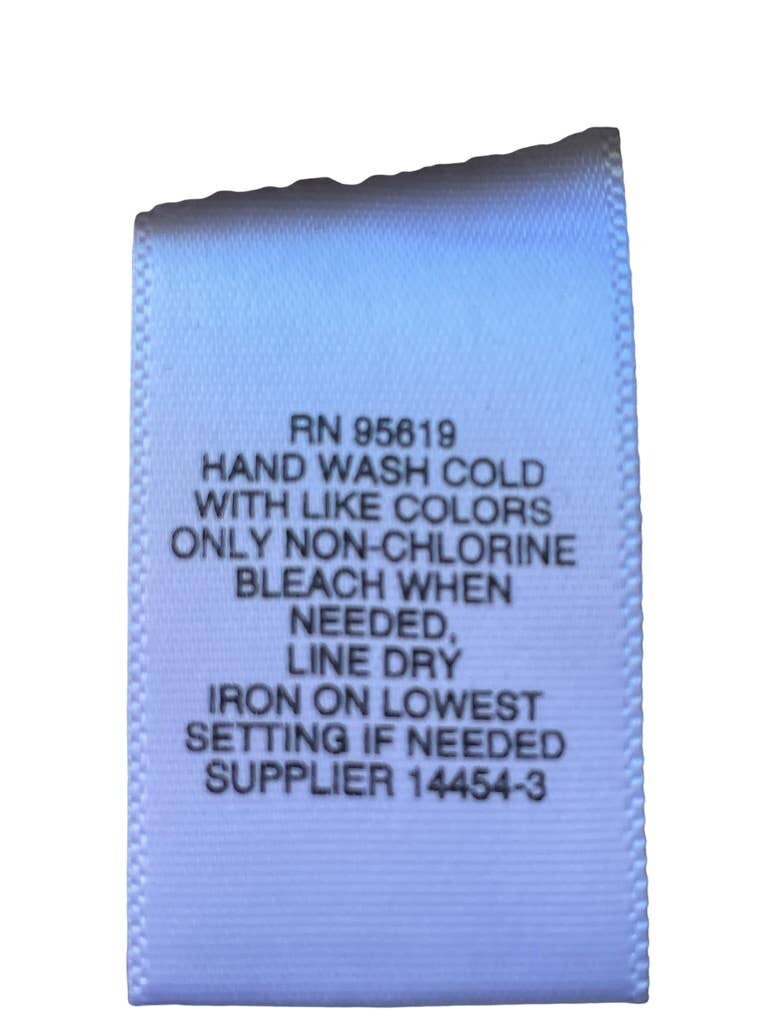 RN 95619
HAND WASH COLD
WITH LIKE COLORS
ONLY NON-CHLORINE
BLEACH WHEN
NEEDED,
LINE DRY
IRON ON LOWEST
SETTING IF NEEDED
SUPPLIER 14454-3